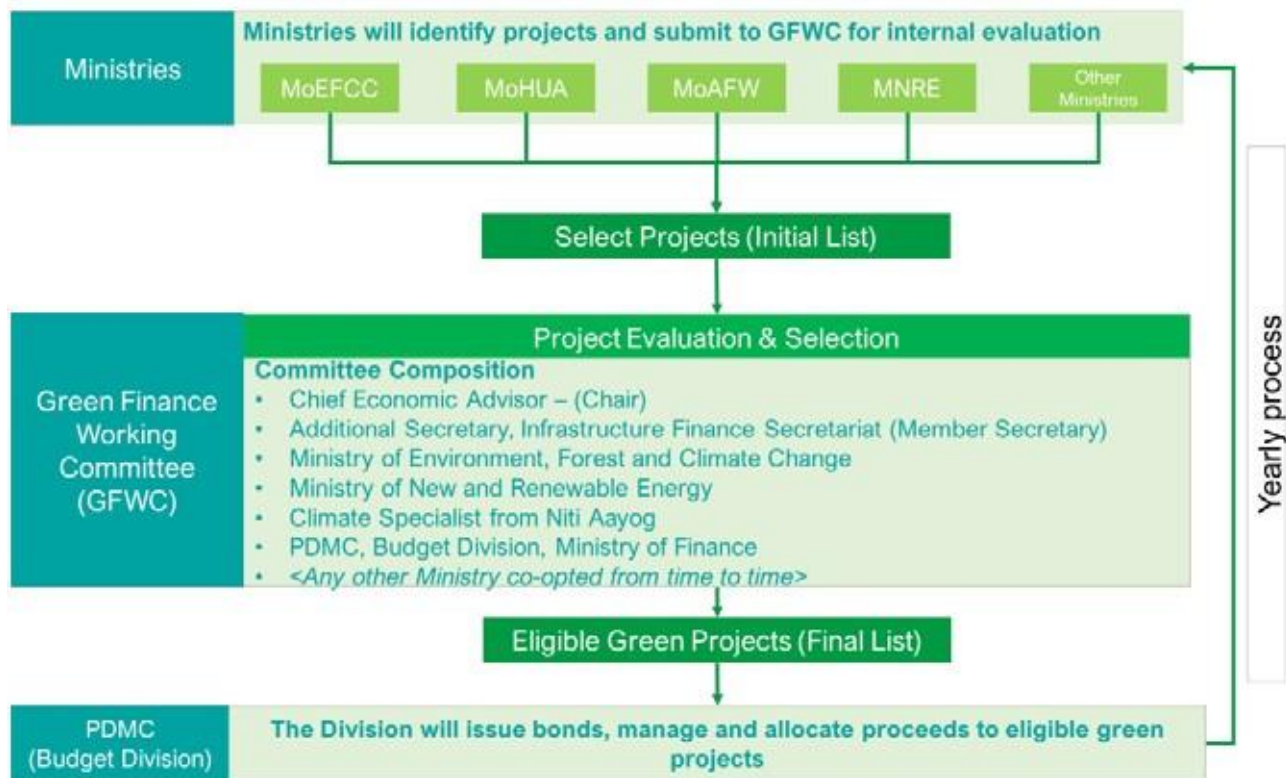 Ministries will identify projects and submit to GFWC for internal evaluation
Ministries
MoEFCC
MoHUA
MoAFW
MNRE
Other
Ministries
Select Projects (Initial List)
Project Evaluation & Selection
Green Finance
Working
Committee
(GFWC)
Committee Composition
• Chief Economic Advisor – (Chair)
• Additional Secretary, Infrastructure Finance Secretariat (Member Secretary)
• Ministry of Environment, Forest and Climate Change
• Ministry of New and Renewable Energy
• Climate Specialist from Niti Aayog
• PDMC, Budget Division, Ministry of Finance
• <Any other Ministry co-opted from time to time>
Eligible Green Projects (Final List)
PDMC
(Budget Division)
The Division will issue bonds, manage and allocate proceeds to eligible green
projects
Yearly process